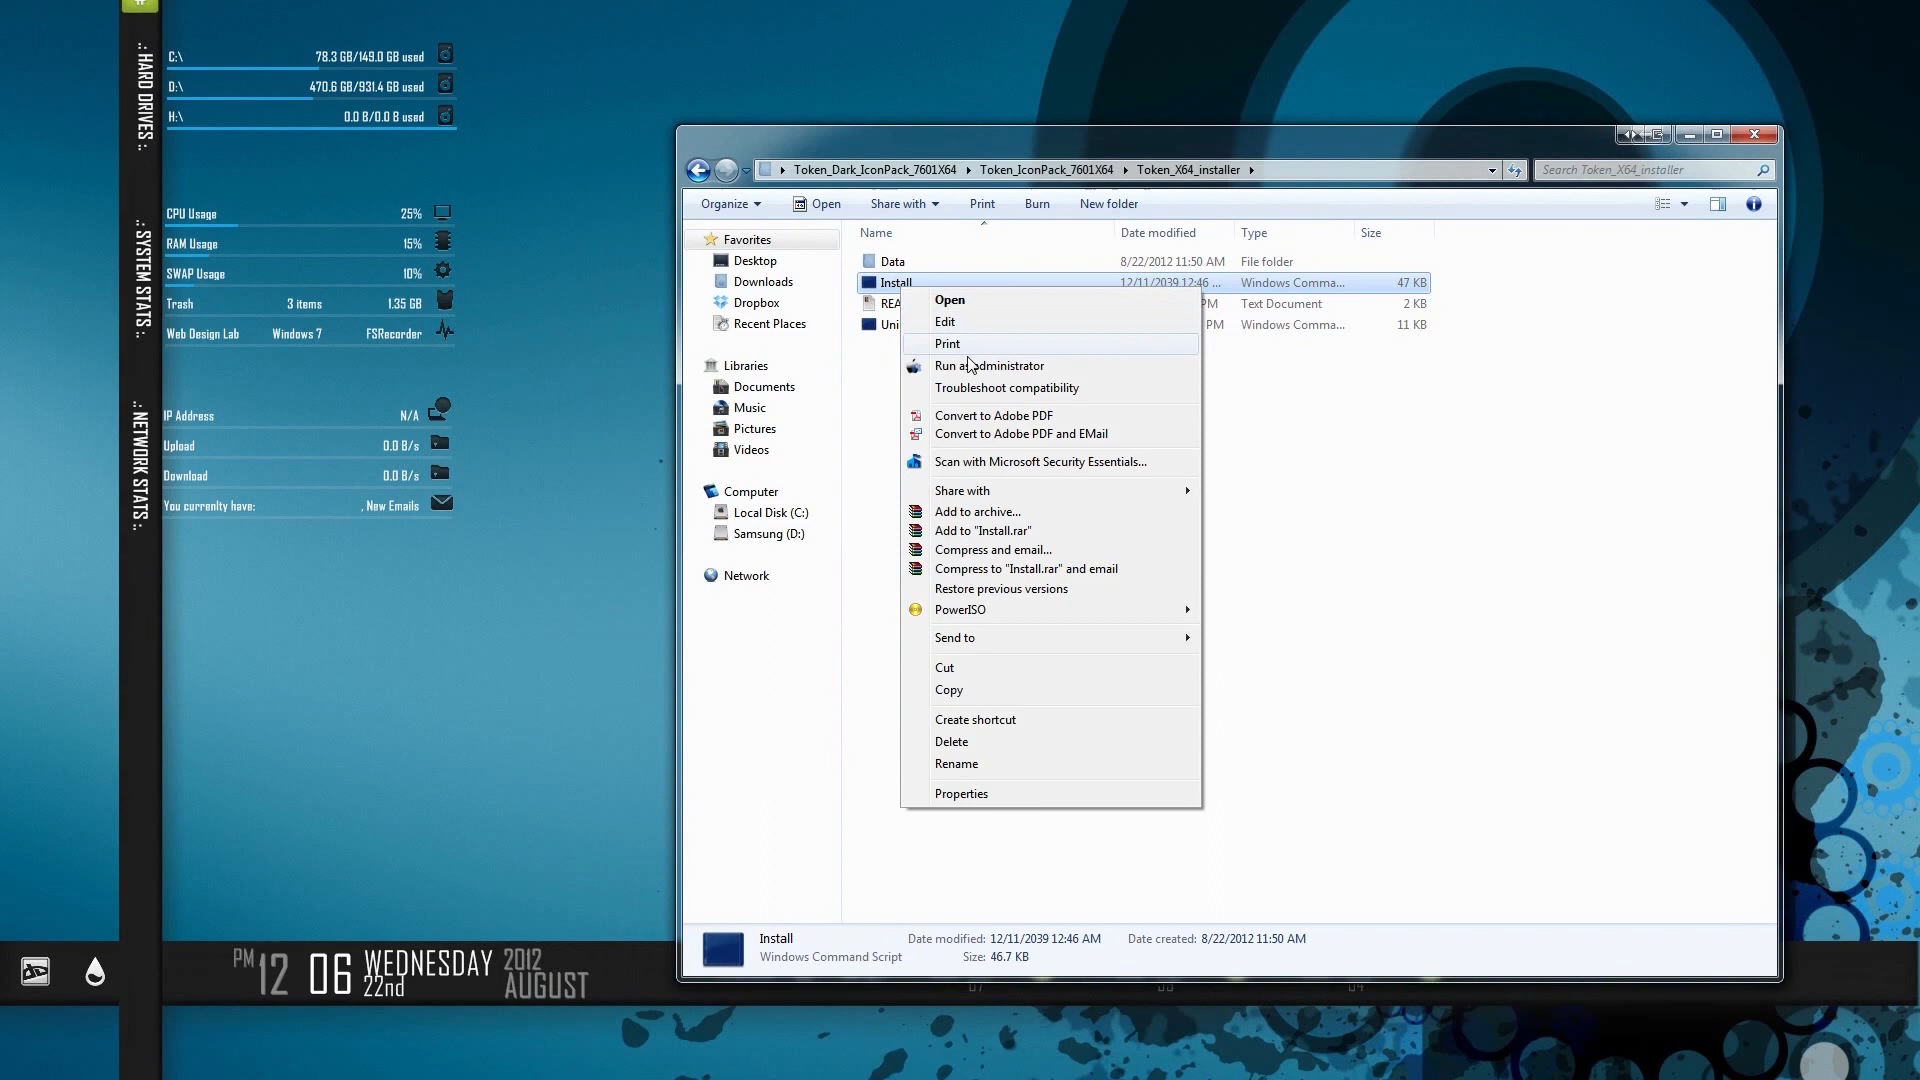 #
.: HARD DRIVES :.
C:\ 78.3 GB/149.0 GB used
D:\ 470.6 GB/931.4 GB used
H:\ 0.0 B/0.0 B used
.: SYSTEM STATS :.
CPU Usage 25%
RAM Usage 15%
SWAP Usage 10%
Trash 3 items 1.35 GB
Web Design Lab Windows 7 FSRecorder
.: NETWORK STATS :.
IP Address N/A
Upload 0.0 B/s
Download 0.0 B/s
You currenlty have: , New Emails
PM 12 06 WEDNESDAY 22nd 2012 AUGUST
Token_Dark_IconPack_7601X64 Token_IconPack_7601X64 Token_X64_installer
Search Token_X64_installer
Organize Open Share with Print Burn New folder
Name Date modified Type Size
Favorites
Desktop
Downloads
Dropbox
Recent Places
Libraries
Documents
Music
Pictures
Videos
Computer
Local Disk (C:)
Samsung (D:)
Network
Data 8/22/2012 11:50 AM File folder
Install 12/11/2039 12:46 ... Windows Comma... 47 KB
REA PM Text Document 2 KB
Uni PM Windows Comma... 11 KB
Open
Edit
Print
Run as administrator
Troubleshoot compatibility
Convert to Adobe PDF
Convert to Adobe PDF and EMail
Scan with Microsoft Security Essentials...
Share with
Add to archive...
Add to "Install.rar"
Compress and email...
Compress to "Install.rar" and email
Restore previous versions
PowerISO
Send to
Cut
Copy
Create shortcut
Delete
Rename
Properties
Install Date modified: 12/11/2039 12:46 AM Date created: 8/22/2012 11:50 AM
Windows Command Script Size: 46.7 KB